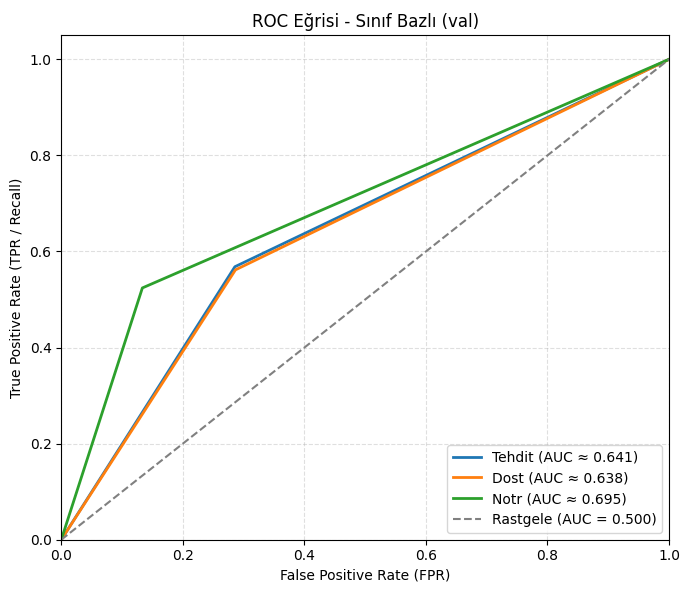 ROC Eğrisi - Sınıf Bazlı (val)
True Positive Rate (TPR / Recall)
1.0
0.8
0.6
0.4
0.2
0.0
0.0 0.2 0.4 0.6 0.8 1.0
False Positive Rate (FPR)
Tehdit (AUC ≈ 0.641)
Dost (AUC ≈ 0.638)
Notr (AUC ≈ 0.695)
Rastgele (AUC = 0.500)